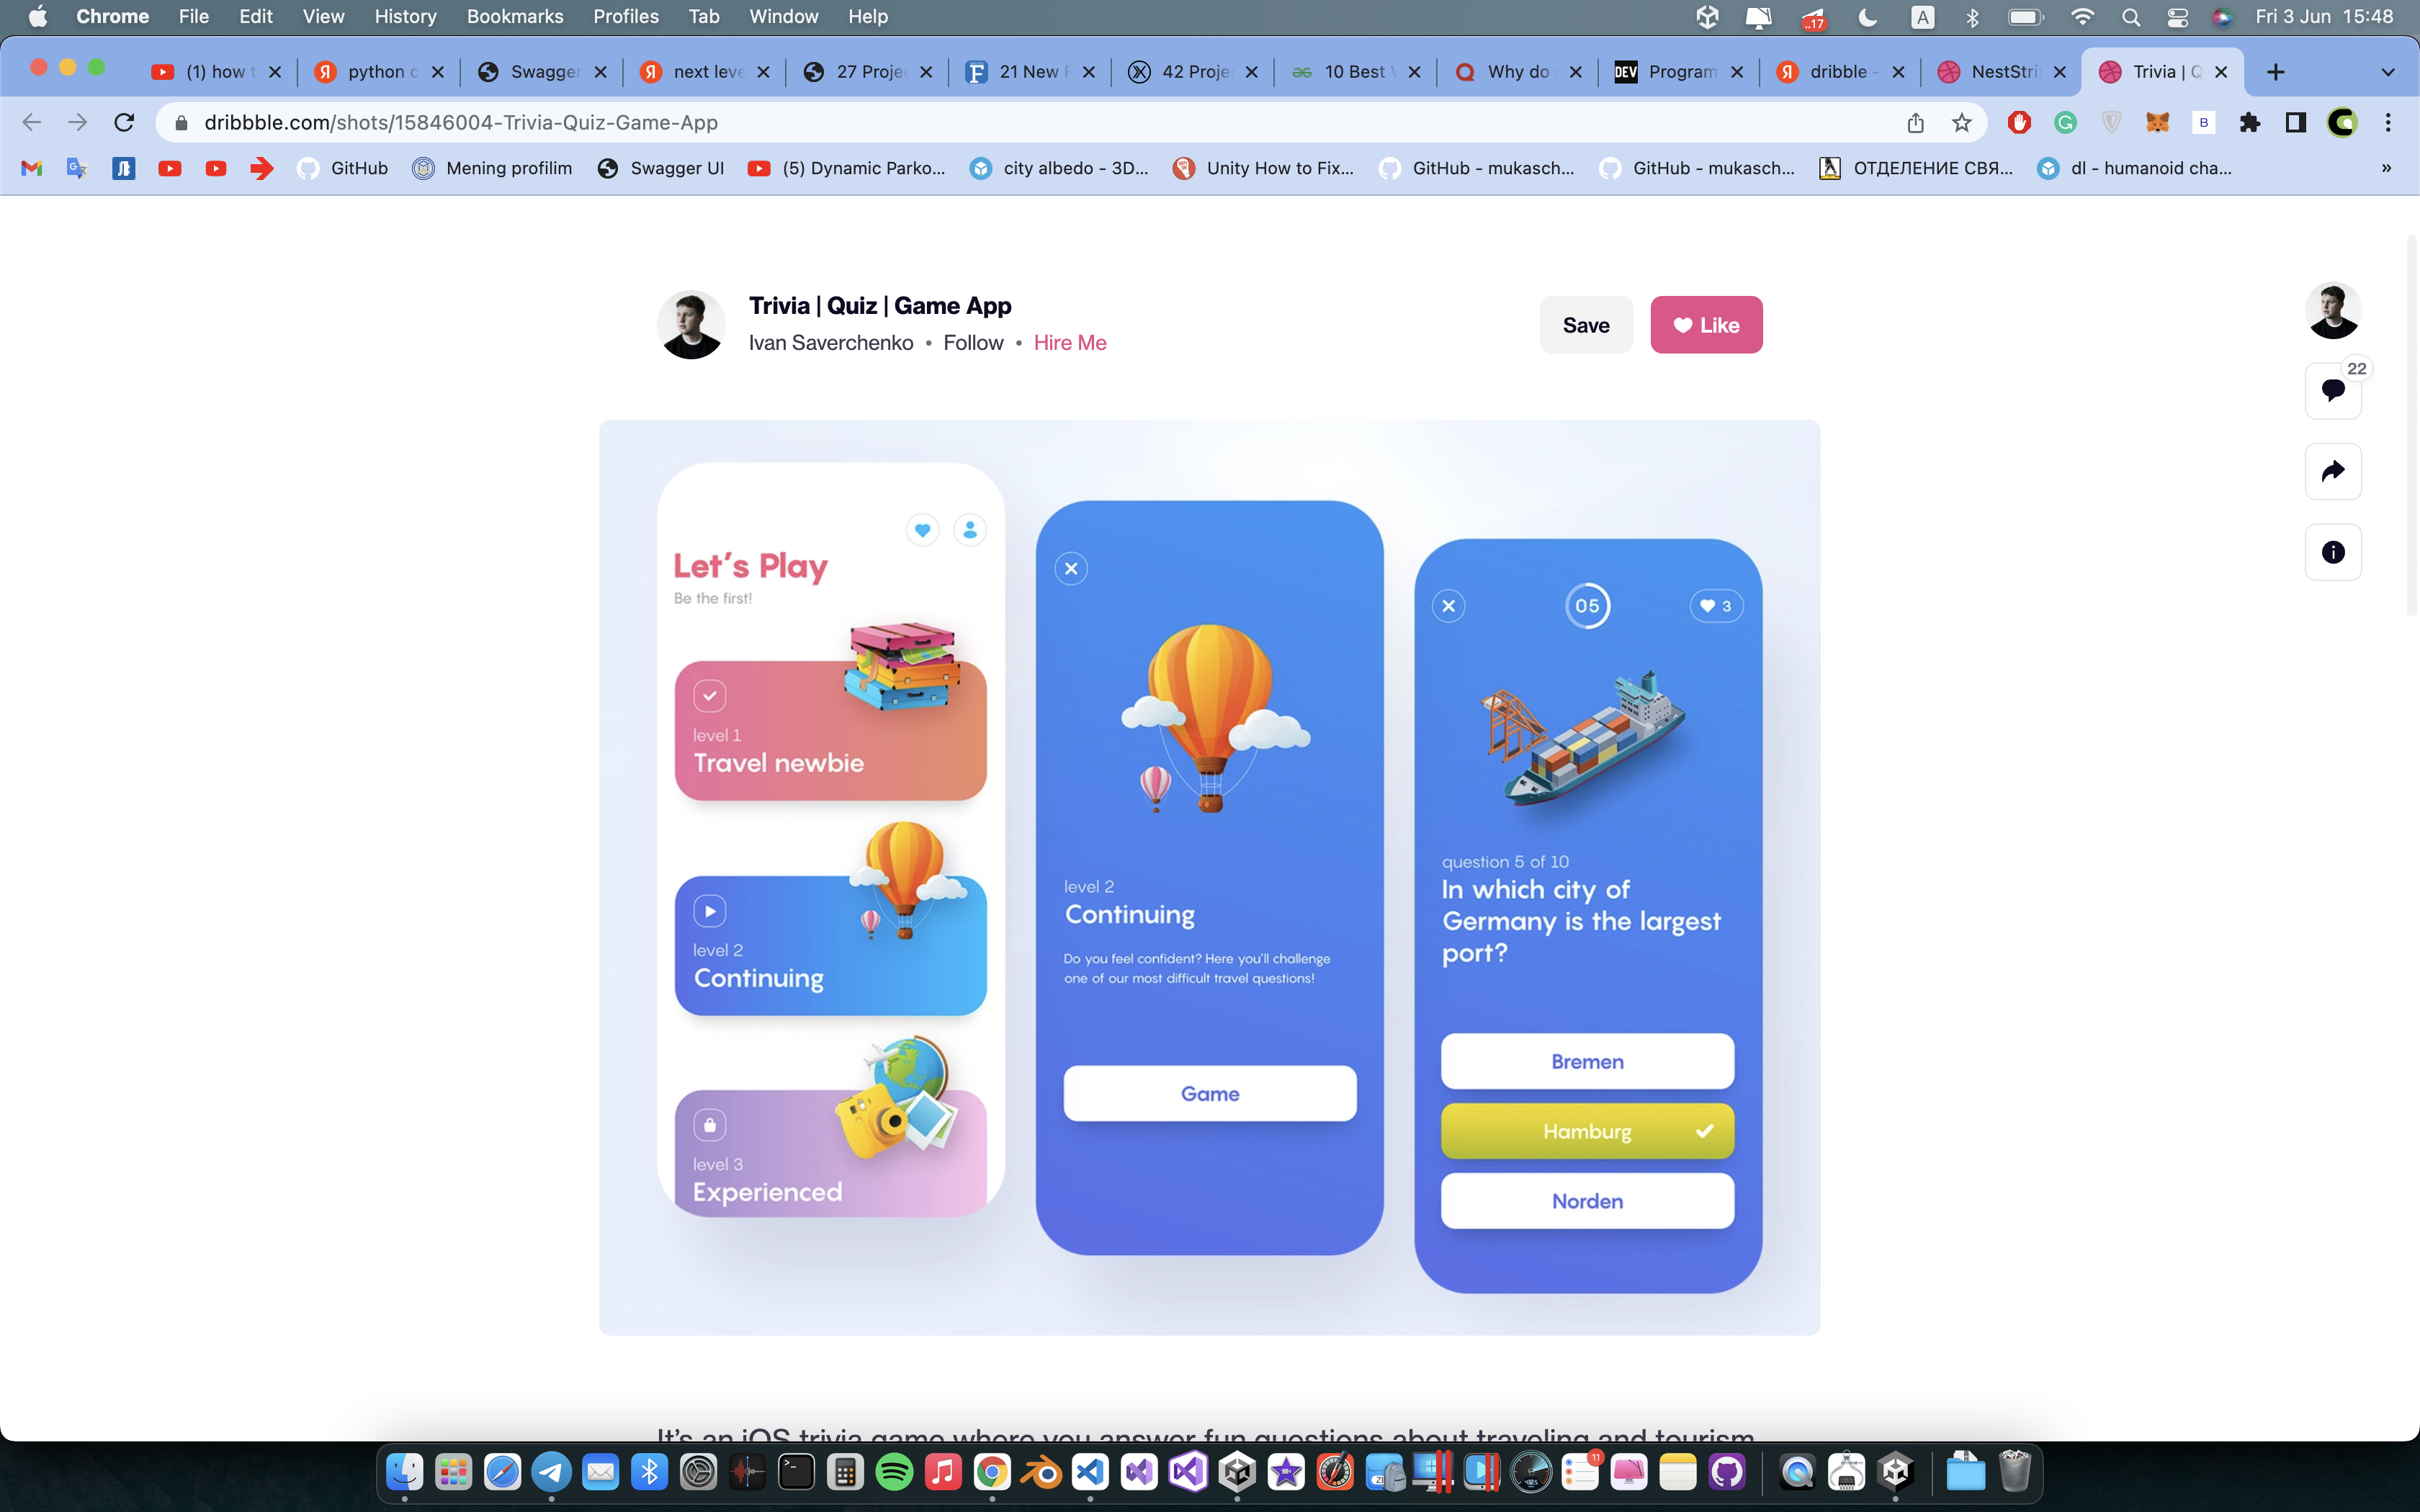 Chrome File Edit View History Bookmarks Profiles Tab Window Help
..17 A Fri 3 Jun 15:48
(1) how t
python c
Swagger
next leve
27 Proje
21 New F
42 Proje
10 Best
Why do
DEV Program
dribble -
NestStri
Trivia | Q
dribbble.com/shots/15846004-Trivia-Quiz-Game-App
GitHub
Mening profilim
Swagger UI
(5) Dynamic Parko...
city albedo - 3D...
Unity How to Fix...
GitHub - mukasch...
GitHub - mukasch...
ОТДЕЛЕНИЕ СВЯ...
dl - humanoid cha...
»
Trivia | Quiz | Game App
Ivan Saverchenko • Follow • Hire Me
Save
Like
22
Let's Play
Be the first!
level 1
Travel newbie
level 2
Continuing
level 3
Experienced
level 2
Continuing
Do you feel confident? Here you'll challenge
one of our most difficult travel questions!
Game
05
3
question 5 of 10
In which city of
Germany is the largest
port?
Bremen
Hamburg
Norden
It's an iOS trivia game where you answer fun questions about traveling and tourism
11